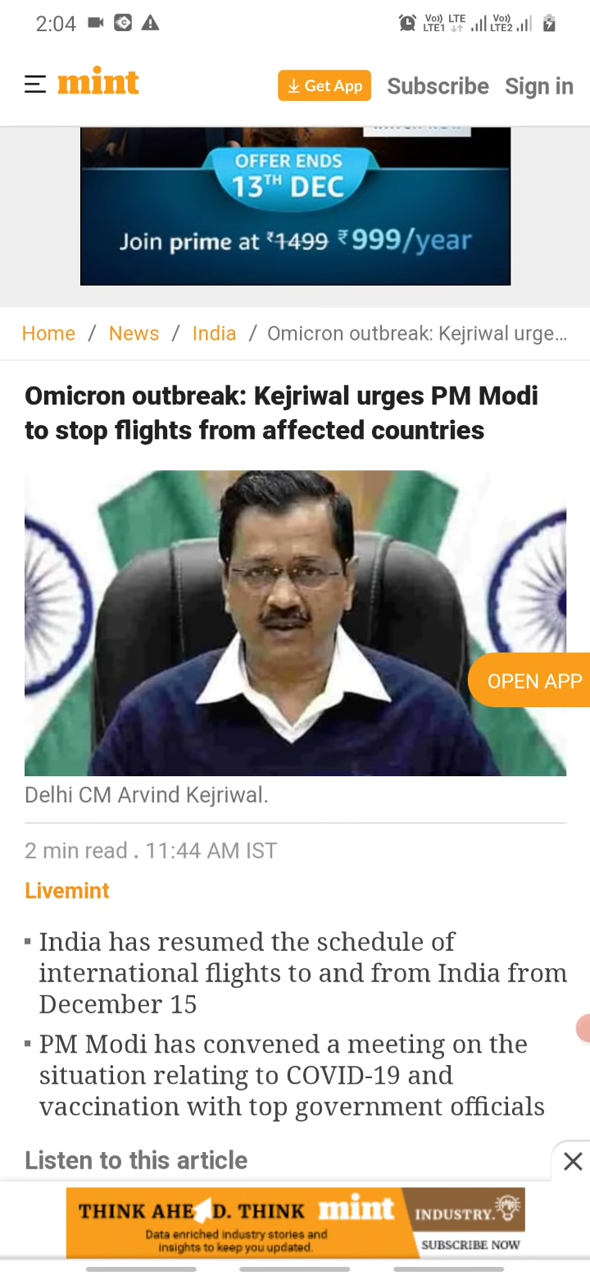 2:04 Vo) LTE Vo)
LTE1 LTE2
mint Get App Subscribe Sign in
OFFER ENDS
13TH DEC
Join prime at ₹1499 ₹999/year
Home / News / India / Omicron outbreak: Kejriwal urge...
Omicron outbreak: Kejriwal urges PM Modi
to stop flights from affected countries
OPEN APP
Delhi CM Arvind Kejriwal.
2 min read . 11:44 AM IST
Livemint
▪ India has resumed the schedule of
international flights to and from India from
December 15
▪ PM Modi has convened a meeting on the
situation relating to COVID-19 and
vaccination with top government officials
Listen to this article
THINK AHEAD. THINK mint INDUSTRY.
Data enriched industry stories and
insights to keep you updated.
SUBSCRIBE NOW